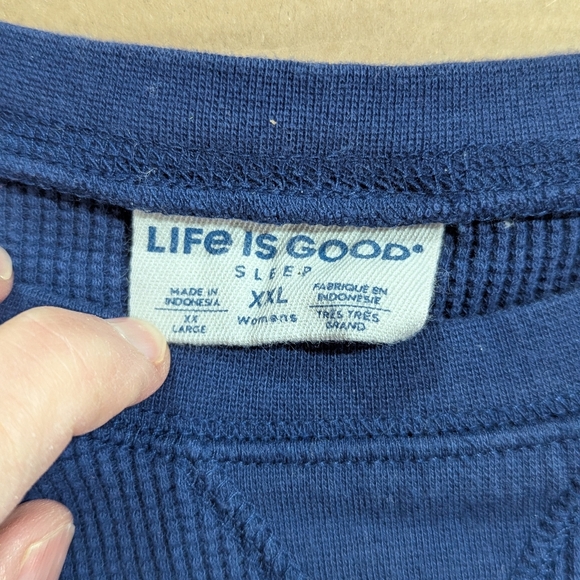 LIFE IS GOOD®
SLEEP
MADE IN
INDONESIA
XX
LARGE
XXL
Womens
FABRIQUÉ EN
INDONÉSIE
TRÈS TRÈS
GRAND